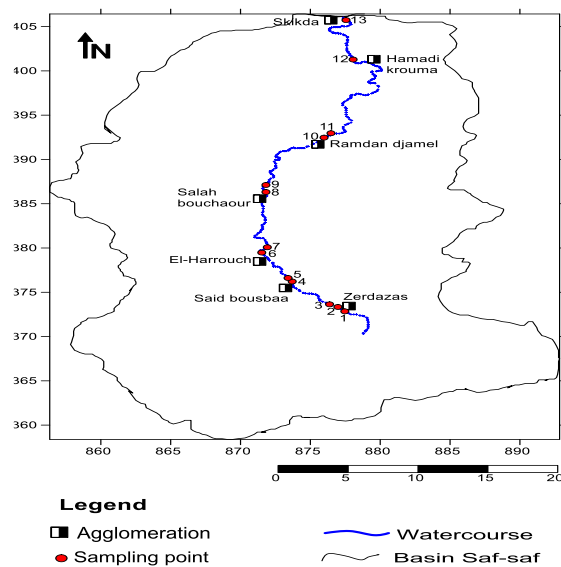 405
Skikda
13
N
12
Hamadi
krouma
400
395
11
10
Ramdan djamel
390
9
8
Salah
bouchaour
385
380
7
6
El-Harrouch
5
4
375
Said bousbaa
Zerdazas
3
2
1
370
365
360
860 865 870 875 880 885 890
0 5 10 15 20
Legend
Agglomeration
Watercourse
Sampling point
Basin Saf-saf